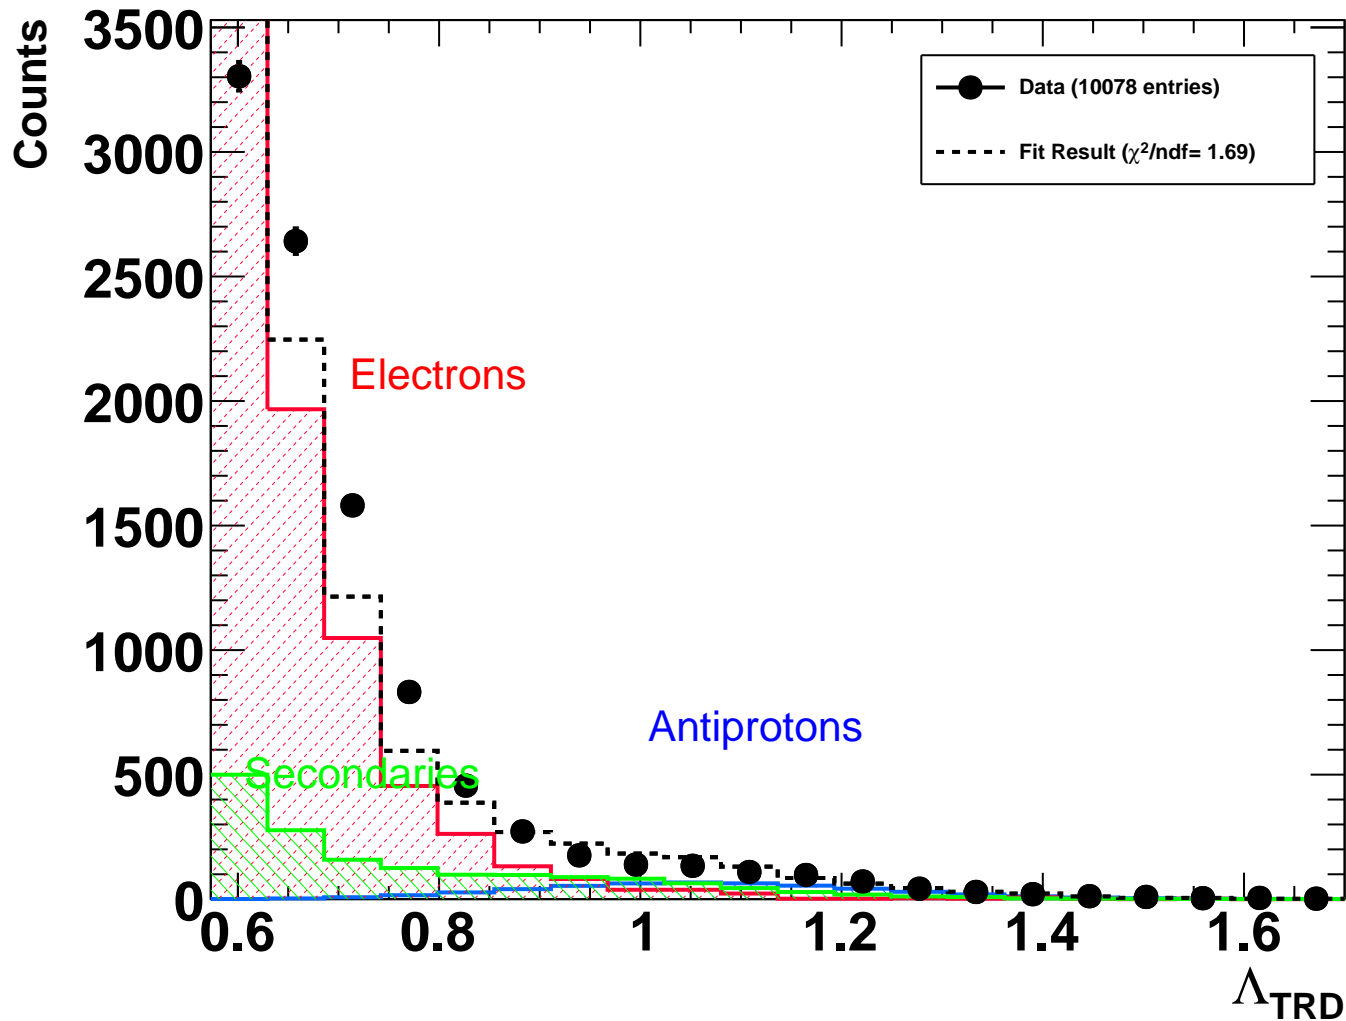 Counts
3500
3000
2500
2000
1500
1000
500
0
Data (10078 entries)
Fit Result (χ²/ndf= 1.69)
Electrons
Antiprotons
Secondaries
0.6 0.8 1 1.2 1.4 1.6
Λ_TRD